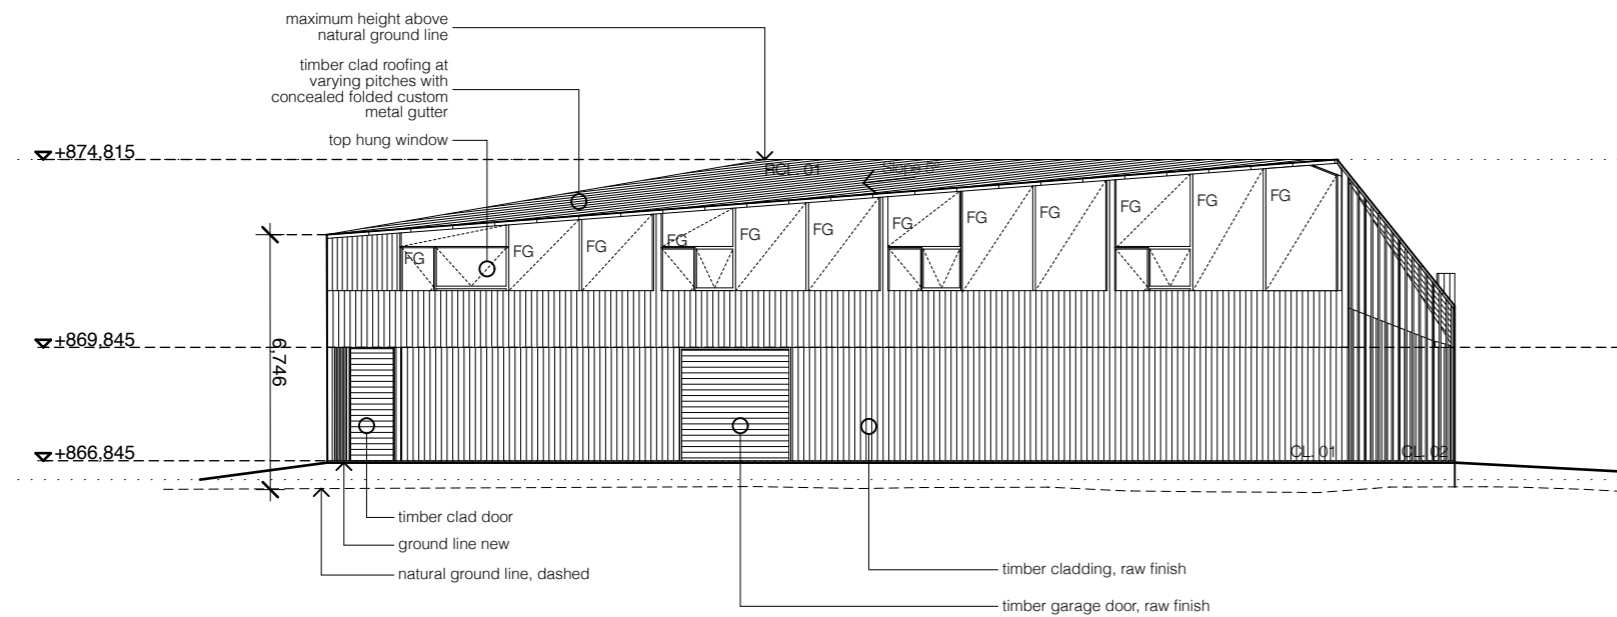 maximum height above
natural ground line
timber clad roofing at
varying pitches with
concealed folded custom
metal gutter
top hung window
+874,815
RCL. 01
Slope 5°
FG
FG
FG
FG
FG
FG
FG
FG
FG
FG
FG
FG
+869,845
6,746
+866,845
CL. 01
CL. 02
timber clad door
ground line new
natural ground line, dashed
timber cladding, raw finish
timber garage door, raw finish